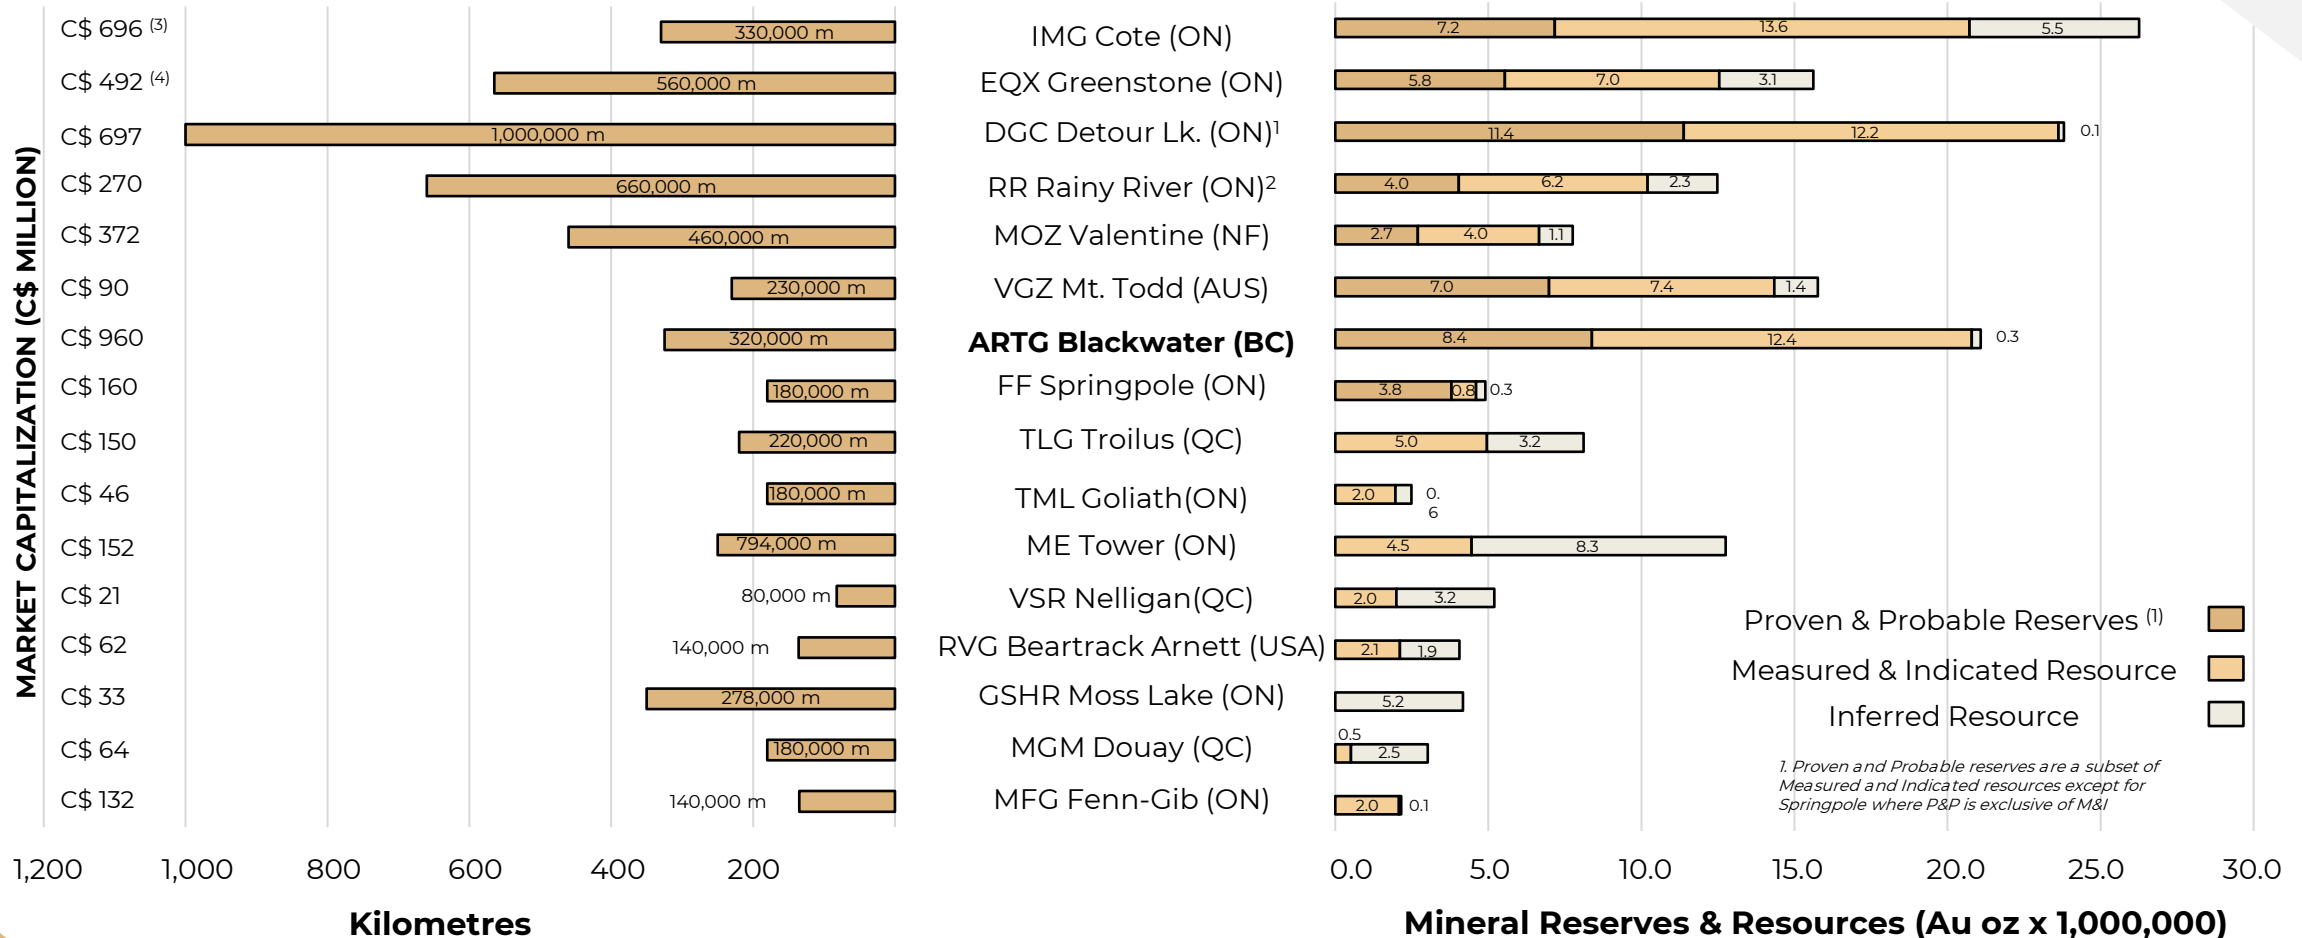 MARKET CAPITALIZATION (C$ MILLION)
C$ 696 (3) 330,000 m IMG Cote (ON) 7.2 13.6 5.5
C$ 492 (4) 560,000 m EQX Greenstone (ON) 5.8 7.0 3.1
C$ 697 1,000,000 m DGC Detour Lk. (ON)1 11.4 12.2 0.1
C$ 270 660,000 m RR Rainy River (ON)2 4.0 6.2 2.3
C$ 372 460,000 m MOZ Valentine (NF) 2.7 4.0 1.1
C$ 90 230,000 m VGZ Mt. Todd (AUS) 7.0 7.4 1.4
C$ 960 320,000 m ARTG Blackwater (BC) 8.4 12.4 0.3
C$ 160 180,000 m FF Springpole (ON) 3.8 0.8 0.3
C$ 150 220,000 m TLG Troilus (QC) 5.0 3.2
C$ 46 180,000 m TML Goliath(ON) 2.0 0.
6
C$ 152 794,000 m ME Tower (ON) 4.5 8.3
C$ 21 80,000 m VSR Nelligan(QC) 2.0 3.2
C$ 62 140,000 m RVG Beartrack Arnett (USA) 2.1 1.9
C$ 33 278,000 m GSHR Moss Lake (ON) 5.2
C$ 64 180,000 m MGM Douay (QC) 0.5 2.5
C$ 132 140,000 m MFG Fenn-Gib (ON) 2.0 0.1
Proven & Probable Reserves (1)
Measured & Indicated Resource
Inferred Resource
1. Proven and Probable reserves are a subset of
Measured and Indicated resources except for
Springpole where P&P is exclusive of M&I
1,200 1,000 800 600 400 200
0.0 5.0 10.0 15.0 20.0 25.0 30.0
Kilometres
Mineral Reserves & Resources (Au oz x 1,000,000)